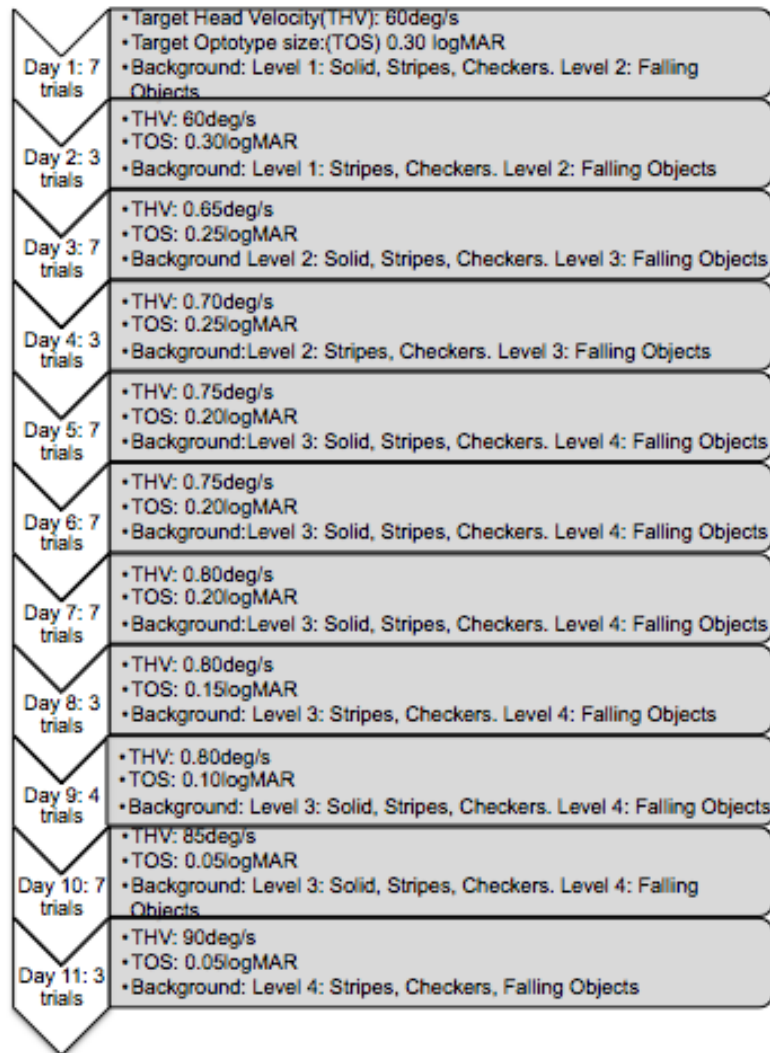 Day 1: 7
trials
•Target Head Velocity(THV): 60deg/s
•Target Optotype size:(TOS) 0.30 logMAR
•Background: Level 1: Solid, Stripes, Checkers. Level 2: Falling
Objects
Day 2: 3
trials
•THV: 60deg/s
•TOS: 0.30logMAR
•Background: Level 1: Stripes, Checkers. Level 2: Falling Objects
Day 3: 7
trials
•THV: 0.65deg/s
•TOS: 0.25logMAR
•Background Level 2: Solid, Stripes, Checkers. Level 3: Falling Objects
Day 4: 3
trials
•THV: 0.70deg/s
•TOS: 0.25logMAR
•Background:Level 2: Stripes, Checkers. Level 3: Falling Objects
Day 5: 7
trials
•THV: 0.75deg/s
•TOS: 0.20logMAR
•Background:Level 3: Solid, Stripes, Checkers. Level 4: Falling Objects
Day 6: 7
trials
•THV: 0.75deg/s
•TOS: 0.20logMAR
•Background:Level 3: Solid, Stripes, Checkers. Level 4: Falling Objects
Day 7: 7
trials
•THV: 0.80deg/s
•TOS: 0.20logMAR
•Background:Level 3: Solid, Stripes, Checkers. Level 4: Falling Objects
Day 8: 3
trials
•THV: 0.80deg/s
•TOS: 0.15logMAR
•Background: Level 3: Stripes, Checkers. Level 4: Falling Objects
Day 9: 4
trials
•THV: 0.80deg/s
•TOS: 0.10logMAR
•Background: Level 3: Solid, Stripes, Checkers. Level 4: Falling Objects
Day 10: 7
trials
•THV: 85deg/s
•TOS: 0.05logMAR
•Background: Level 3: Solid, Stripes, Checkers. Level 4: Falling
Objects
Day 11: 3
trials
•THV: 90deg/s
•TOS: 0.05logMAR
•Background: Level 4: Stripes, Checkers, Falling Objects